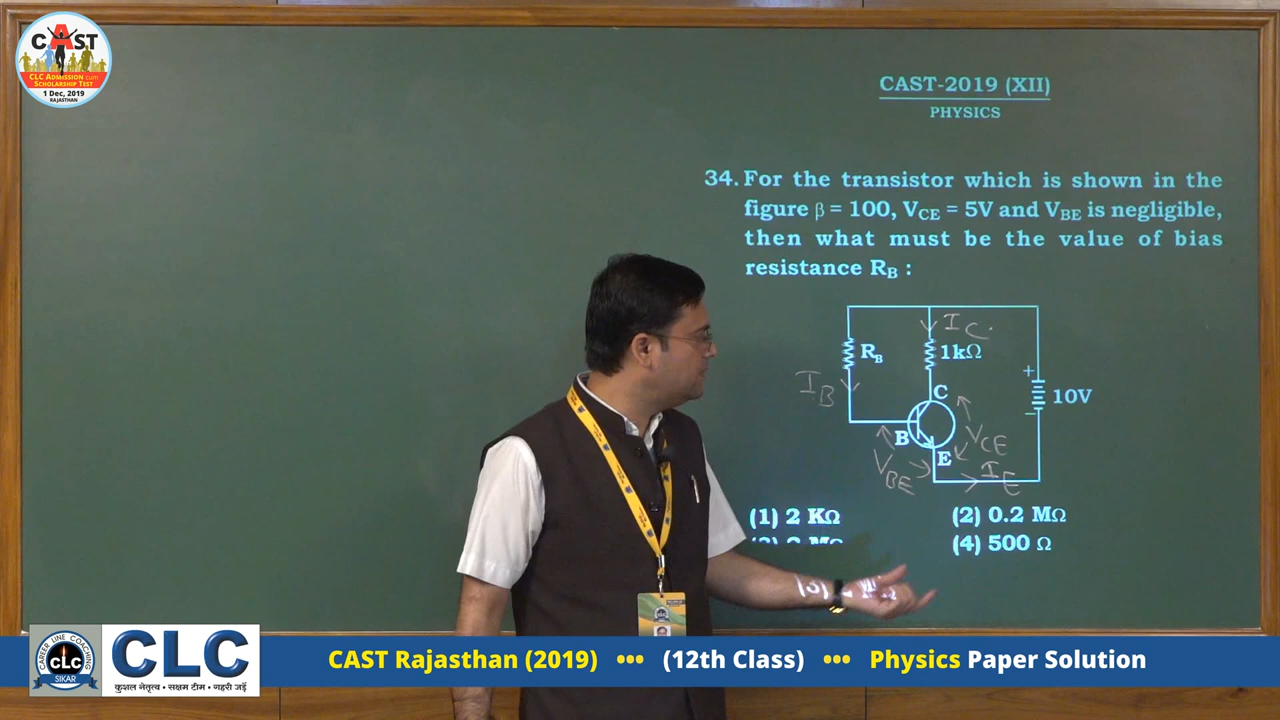 CAST
CLC ADMISSION cum
SCHOLARSHIP TEST
1 Dec, 2019
RAJASTHAN
CAST-2019 (XII)
PHYSICS
34. For the transistor which is shown in the
figure β = 100, VCE = 5V and VBE is negligible,
then what must be the value of bias
resistance RB :
IC
RB
1kΩ
IB
C
+
10V
−
B
VCE
E
VBE
IE
(1) 2 KΩ
(2) 0.2 MΩ
(4) 500 Ω
CAREER LINE COACHING
CLC
SIKAR
CLC
कुशल नेतृत्व • सक्षम टीम • गहरी जड़ें
CAST Rajasthan (2019) ••• (12th Class) ••• Physics Paper Solution